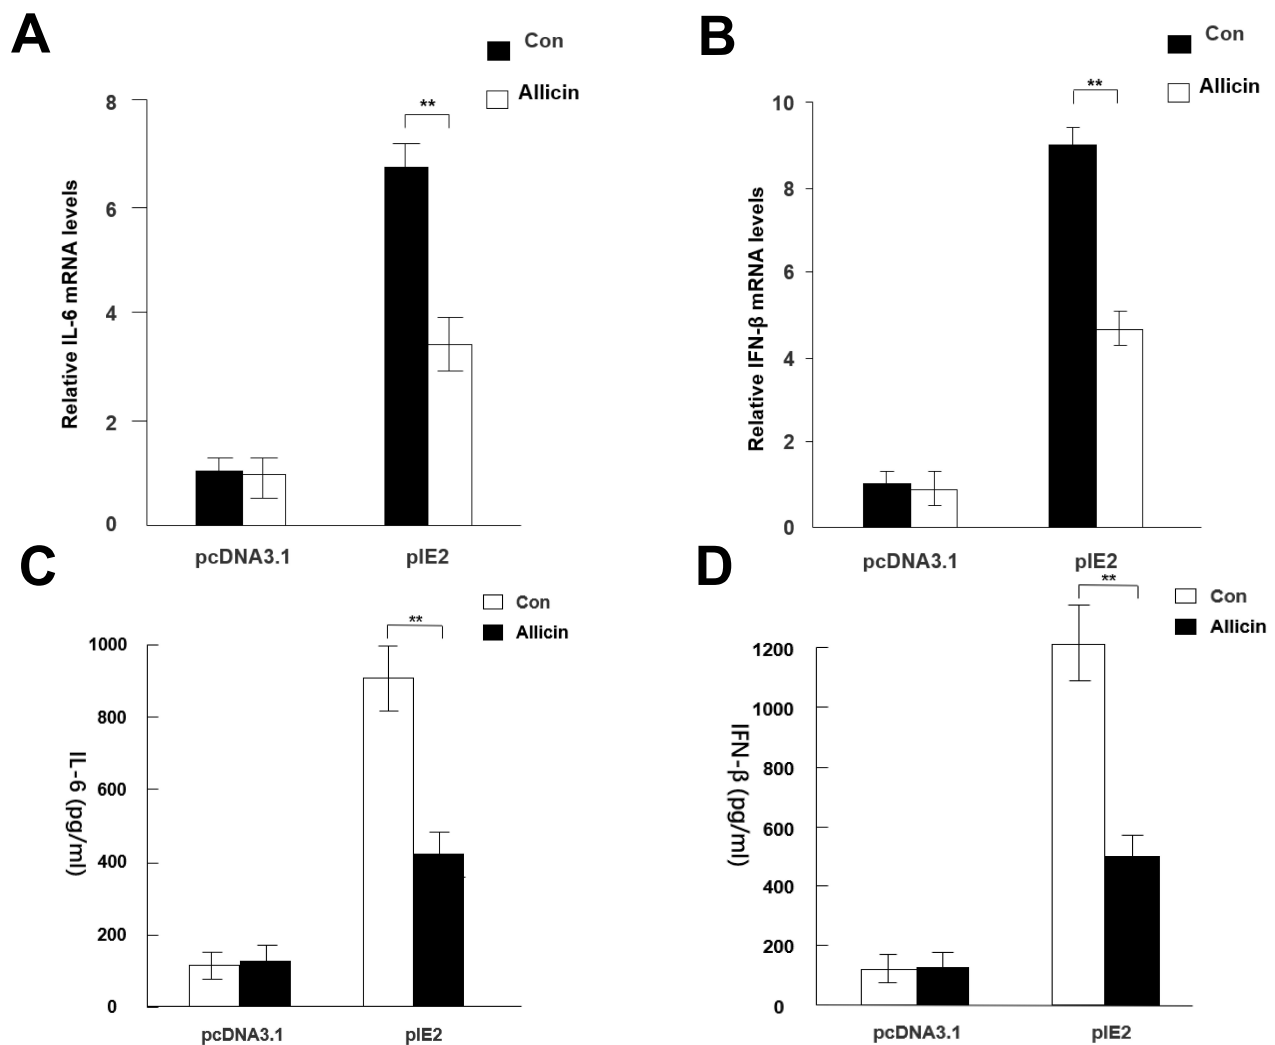 A
Con
Allicin
**
8
6
4
2
0
Relative IL-6 mRNA levels
pcDNA3.1
pIE2
B
Con
Allicin
**
10
8
6
4
2
0
Relative IFN-β mRNA levels
pcDNA3.1
pIE2
C
Con
Allicin
**
1000
800
600
400
200
0
IL-6 (pg/ml)
pcDNA3.1
pIE2
D
Con
Allicin
**
1200
1000
800
600
400
200
0
IFN-β (pg/ml)
pcDNA3.1
pIE2